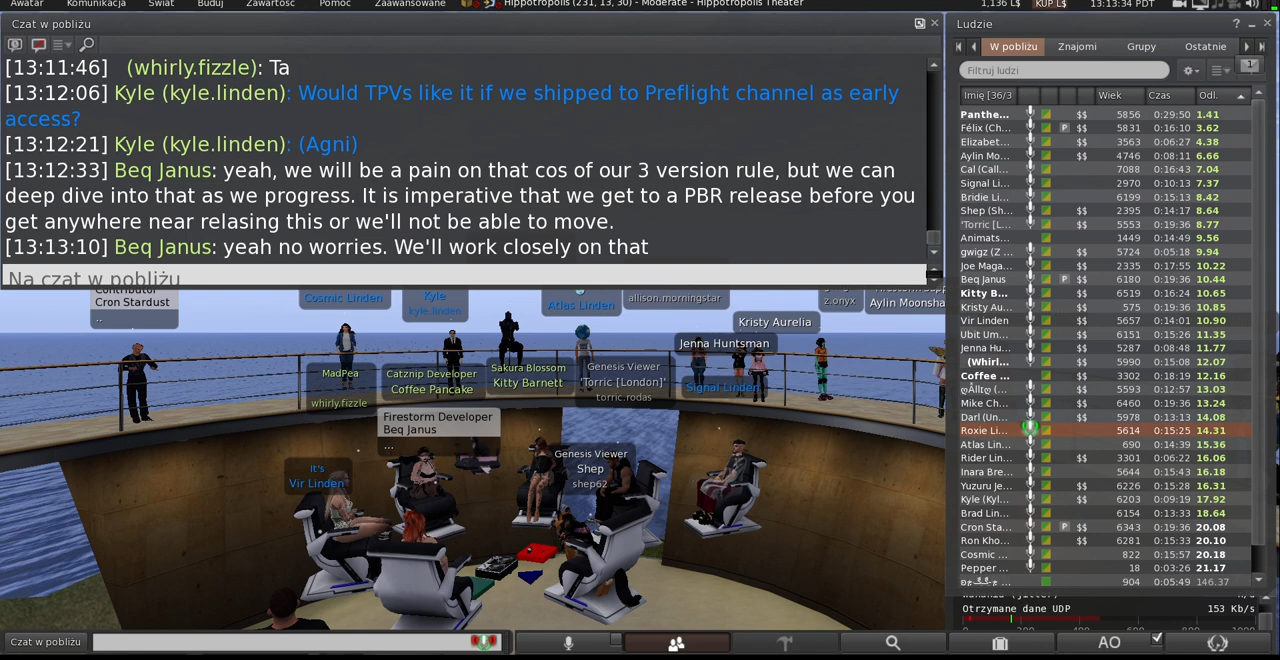 Awatar Komunikacja Świat Buduj Zawartość Pomoc Zaawansowane Hippotropolis (231, 13, 30) - Moderate - Hippotropolis Theater 1,136 L$ KUP L$ 13:13:34 PDT
Czat w pobliżu
[13:11:46] (whirly.fizzle): Ta
[13:12:06] Kyle (kyle.linden): Would TPVs like it if we shipped to Preflight channel as early
access?
[13:12:21] Kyle (kyle.linden): (Agni)
[13:12:33] Beq Janus: yeah, we will be a pain on that cos of our 3 version rule, but we can
deep dive into that as we progress. It is imperative that we get to a PBR release before you
get anywhere near relasing this or we'll not be able to move.
[13:13:10] Beq Janus: yeah no worries. We'll work closely on that
Na czat w pobliżu
Contributor
Cron Stardust
..
Cosmic Linden
Kyle
kyle.linden
Atlas Linden
allison.morningstar
z.onyx
Aylin Moonsha
Kristy Aurelia
Jenna Huntsman
Signal Linden
MadPea
whirly.fizzle
Catznip Developer
Coffee Pancake
Sakura Blossom
Kitty Barnett
Genesis Viewer
'Torric [London]'
torric.rodas
Firestorm Developer
Beq Janus
...
Genesis Viewer
Shep
shep62
It's
Vir Linden
Ludzie
W pobliżu Znajomi Grupy Ostatnie
Filtruj ludzi
1
Imię [36/3 Wiek Czas Odl.
Panthe... $$ 5856 0:29:50 1.41
Félix (Ch... P $$ 5831 0:16:10 3.62
Elizabet... $$ 3563 0:06:27 4.38
Aylin Mo... $$ 4746 0:08:11 6.66
Cal (Call... 7088 0:16:43 7.04
Signal Li... 2970 0:10:13 7.37
Bridie Li... 6199 0:15:13 8.42
Shep (Sh... $$ 2395 0:14:17 8.64
'Torric [L... $$ 5553 0:19:36 8.77
Animats... 1449 0:14:49 9.56
gwigz (Z ... $$ 5724 0:05:18 9.94
Joe Maga... $$ 2335 0:17:55 10.22
Beq Janus P $$ 6180 0:19:36 10.44
Kitty B... $$ 6519 0:16:24 10.65
Kristy Au... $$ 575 0:19:36 10.85
Vir Linden $$ 5657 0:14:01 10.90
Ubit Um... $$ 6151 0:15:26 11.35
Jenna Hu... $$ 5287 0:08:48 11.77
(Whirl... $$ 5990 0:15:08 12.07
Coffee ... $$ 3302 0:18:19 12.16
$$ 5593 0:12:57 13.03
Mike Ch... $$ 6460 0:19:36 13.24
Darl (Un... $$ 5978 0:13:13 14.08
Roxie Li... 5614 0:15:25 14.31
Atlas Lin... 690 0:14:39 15.36
Rider Lin... $$ 3301 0:06:22 16.06
Inara Bre... 5644 0:15:43 16.18
Yuzuru Je... $$ 6226 0:15:28 16.31
Kyle (Kyl... $$ 6203 0:09:19 17.92
Brad Lin... 6154 0:13:33 18.64
Cron Sta... P $$ 6343 0:19:36 20.08
Ron Kho... $$ 6281 0:15:33 20.10
Cosmic ... 822 0:15:57 20.18
Pepper ... 18 0:03:26 21.17
904 0:05:49 146.37
Otrzymane dane UDP 153 Kb/s
Czat w pobliżu
AO